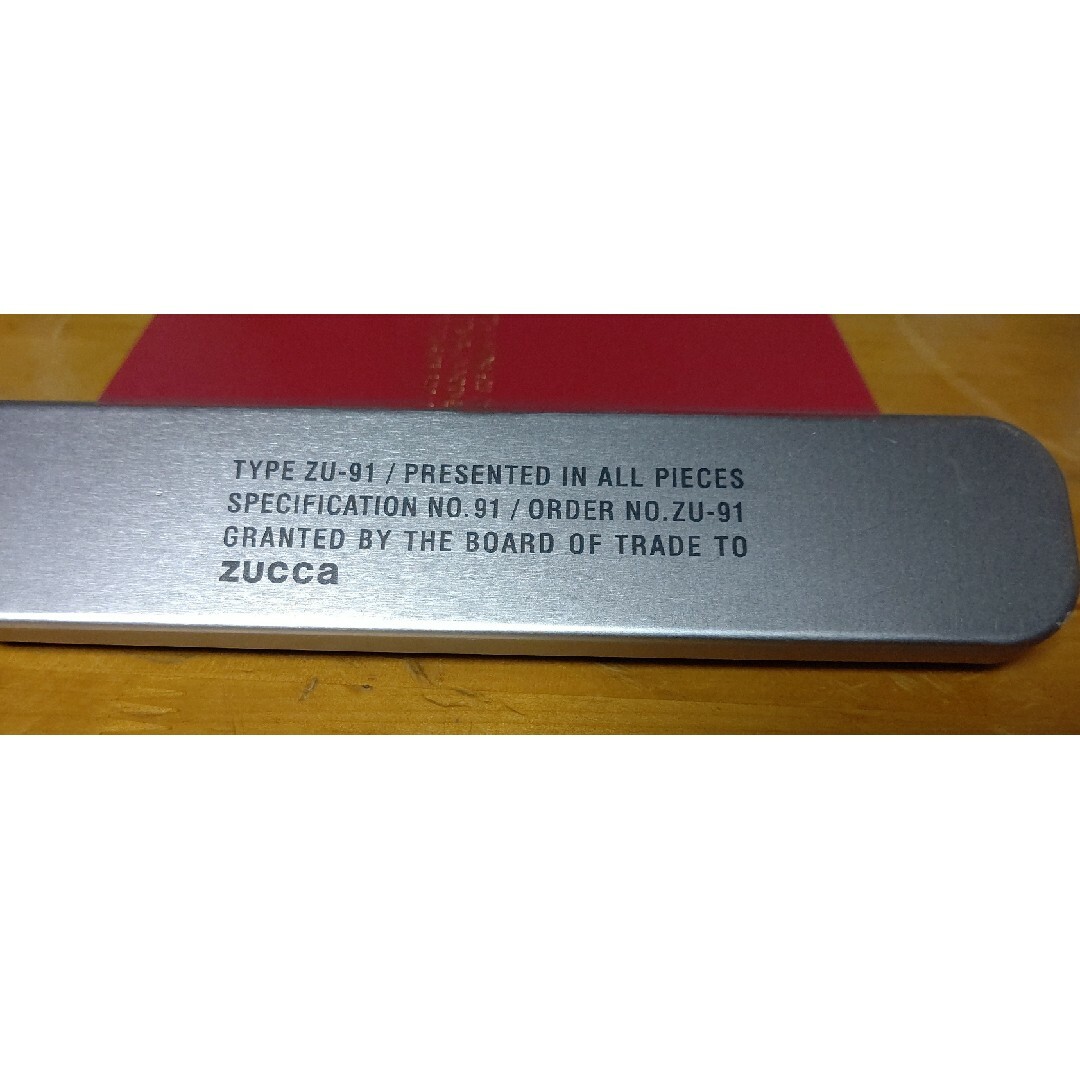 TYPE ZU-91 / PRESENTED IN ALL PIECES
SPECIFICATION NO.91 / ORDER NO.ZU-91
GRANTED BY THE BOARD OF TRADE TO
zucca